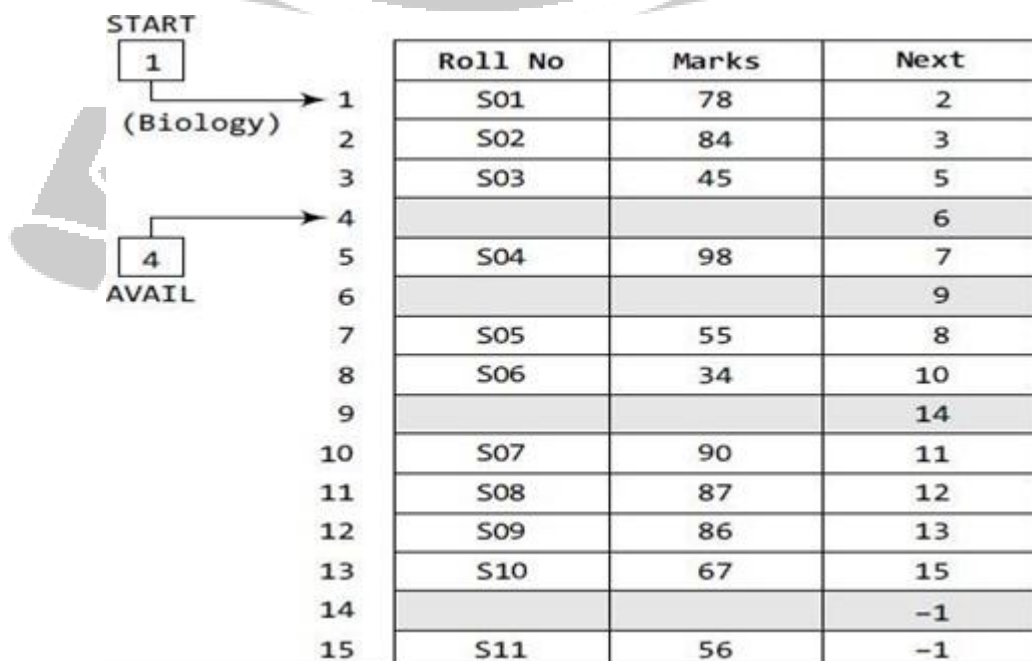 START
1
(Biology)
4
AVAIL
Roll No Marks Next
1 S01 78 2
2 S02 84 3
3 S03 45 5
4 6
5 S04 98 7
6 9
7 S05 55 8
8 S06 34 10
9 14
10 S07 90 11
11 S08 87 12
12 S09 86 13
13 S10 67 15
14 –1
15 S11 56 –1